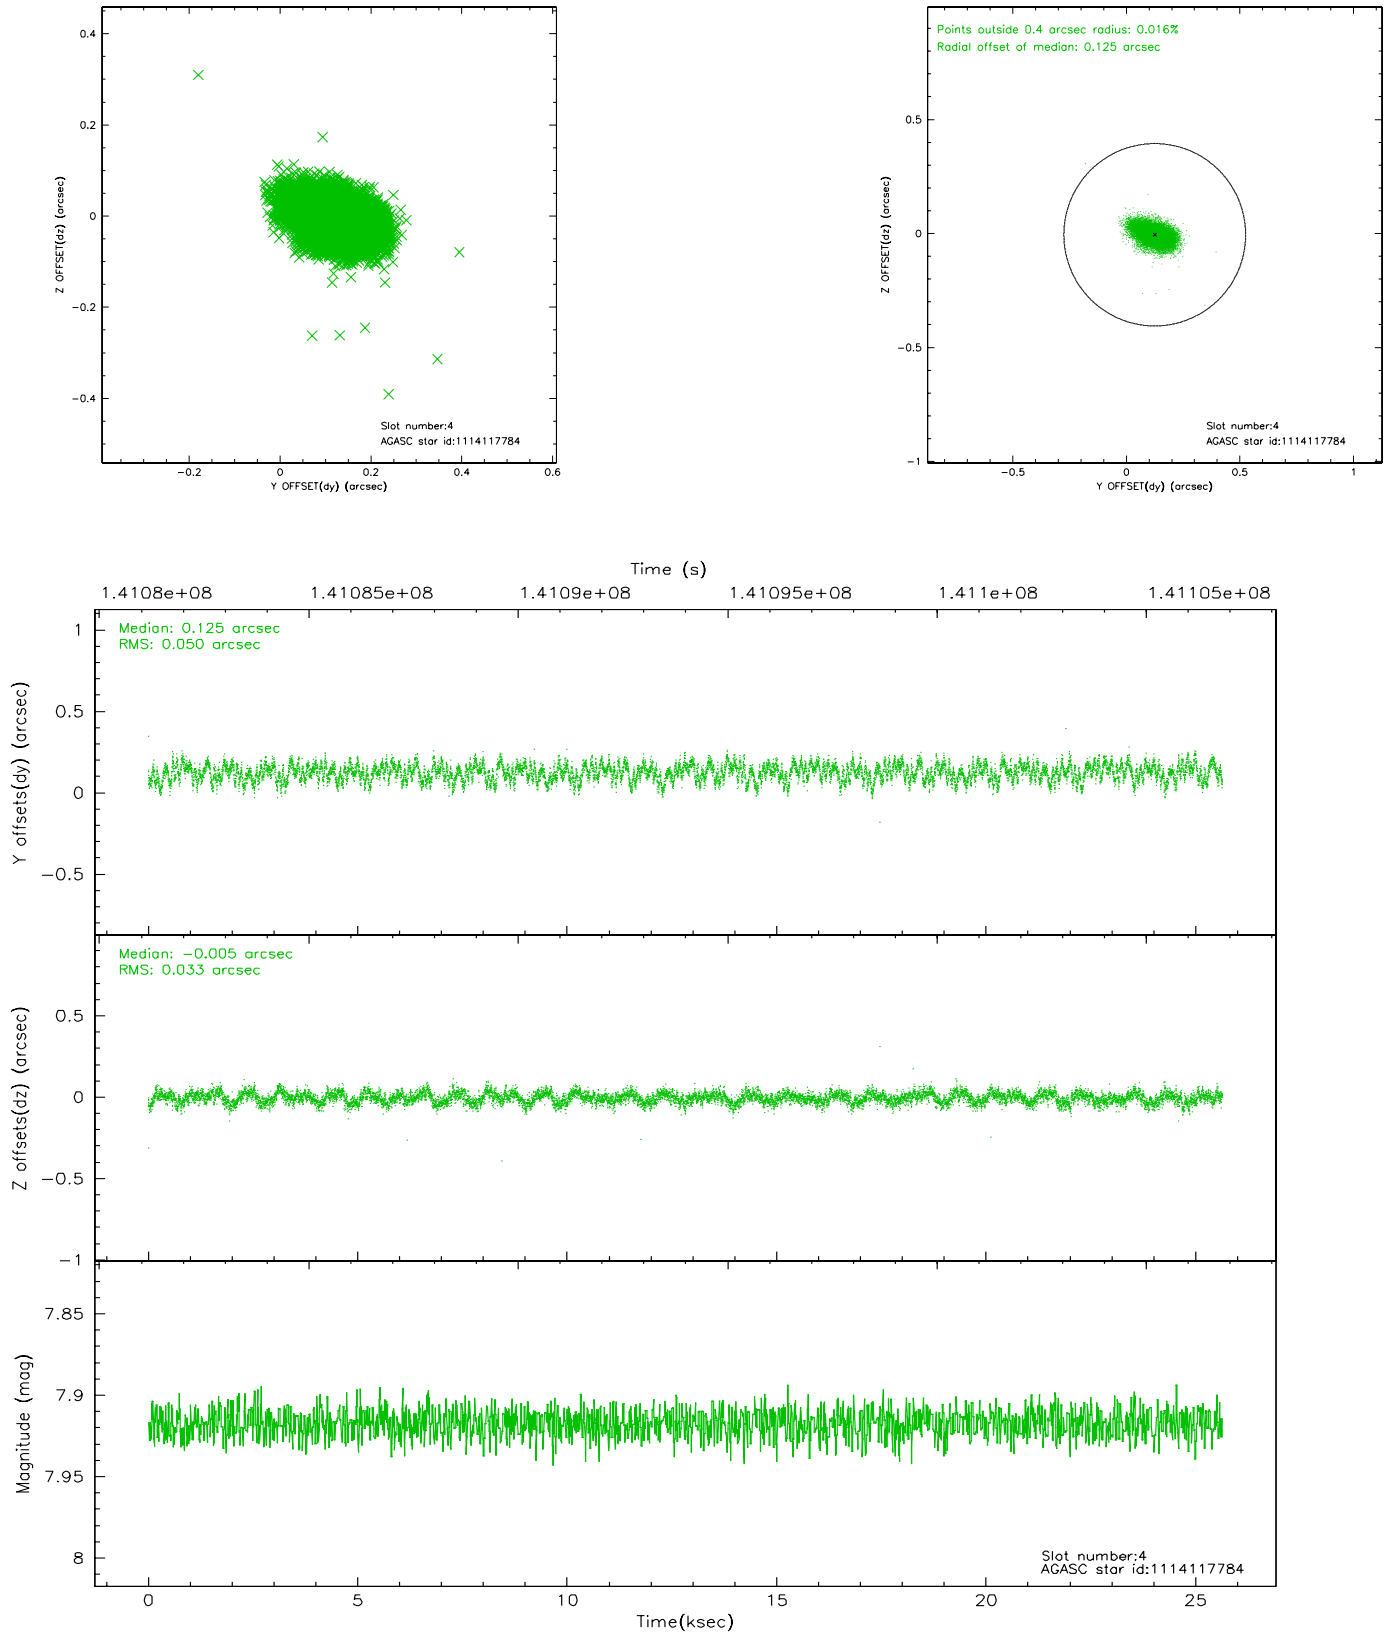 0.4
0.2
0
−0.2
−0.4
Z OFFSET(dz) (arcsec)
Slot number:4
AGASC star id:1114117784
−0.2 0 0.2 0.4 0.6
Y OFFSET(dy) (arcsec)
Points outside 0.4 arcsec radius: 0.016%
Radial offset of median: 0.125 arcsec
0.5
0
−0.5
−1
Z OFFSET(dz) (arcsec)
Slot number:4
AGASC star id:1114117784
−0.5 0 0.5 1
Y OFFSET(dy) (arcsec)
Time (s)
1.4108e+08 1.41085e+08 1.4109e+08 1.41095e+08 1.411e+08 1.41105e+08
Median: 0.125 arcsec
RMS: 0.050 arcsec
1
0.5
0
−0.5
Y offsets(dy) (arcsec)
Median: −0.005 arcsec
RMS: 0.033 arcsec
0.5
0
−0.5
−1
Z offsets(dz) (arcsec)
7.85
7.9
7.95
8
Magnitude (mag)
Slot number:4
AGASC star id:1114117784
0 5 10 15 20 25
Time(ksec)